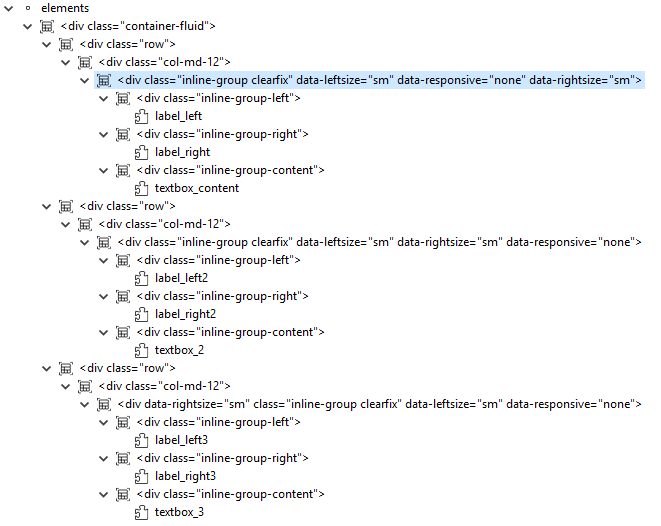 elements
<div class="container-fluid">
<div class="row">
<div class="col-md-12">
<div class="inline-group clearfix" data-leftsize="sm" data-responsive="none" data-rightsize="sm">
<div class="inline-group-left">
label_left
<div class="inline-group-right">
label_right
<div class="inline-group-content">
textbox_content
<div class="row">
<div class="col-md-12">
<div class="inline-group clearfix" data-leftsize="sm" data-rightsize="sm" data-responsive="none">
<div class="inline-group-left">
label_left2
<div class="inline-group-right">
label_right2
<div class="inline-group-content">
textbox_2
<div class="row">
<div class="col-md-12">
<div data-rightsize="sm" class="inline-group clearfix" data-leftsize="sm" data-responsive="none">
<div class="inline-group-left">
label_left3
<div class="inline-group-right">
label_right3
<div class="inline-group-content">
textbox_3